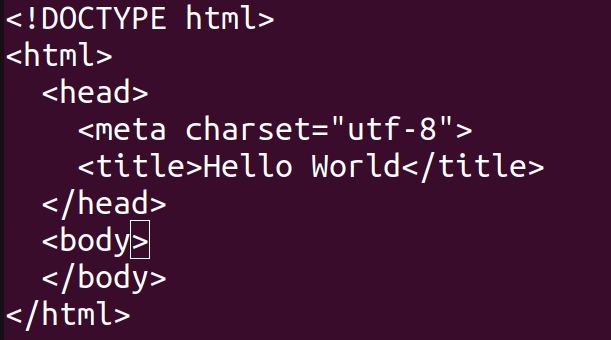 <!DOCTYPE html>
<html>
  <head>
    <meta charset="utf-8">
    <title>Hello World</title>
  </head>
  <body>
  </body>
</html>